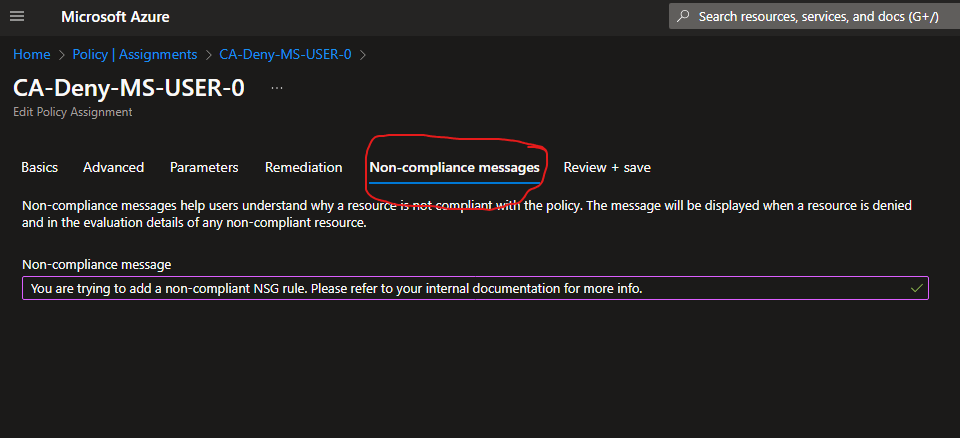 Microsoft Azure
Search resources, services, and docs (G+/)
Home > Policy | Assignments > CA-Deny-MS-USER-0 >
CA-Deny-MS-USER-0 ...
Edit Policy Assignment
Basics Advanced Parameters Remediation Non-compliance messages Review + save
Non-compliance messages help users understand why a resource is not compliant with the policy. The message will be displayed when a resource is denied
and in the evaluation details of any non-compliant resource.
Non-compliance message
You are trying to add a non-compliant NSG rule. Please refer to your internal documentation for more info.